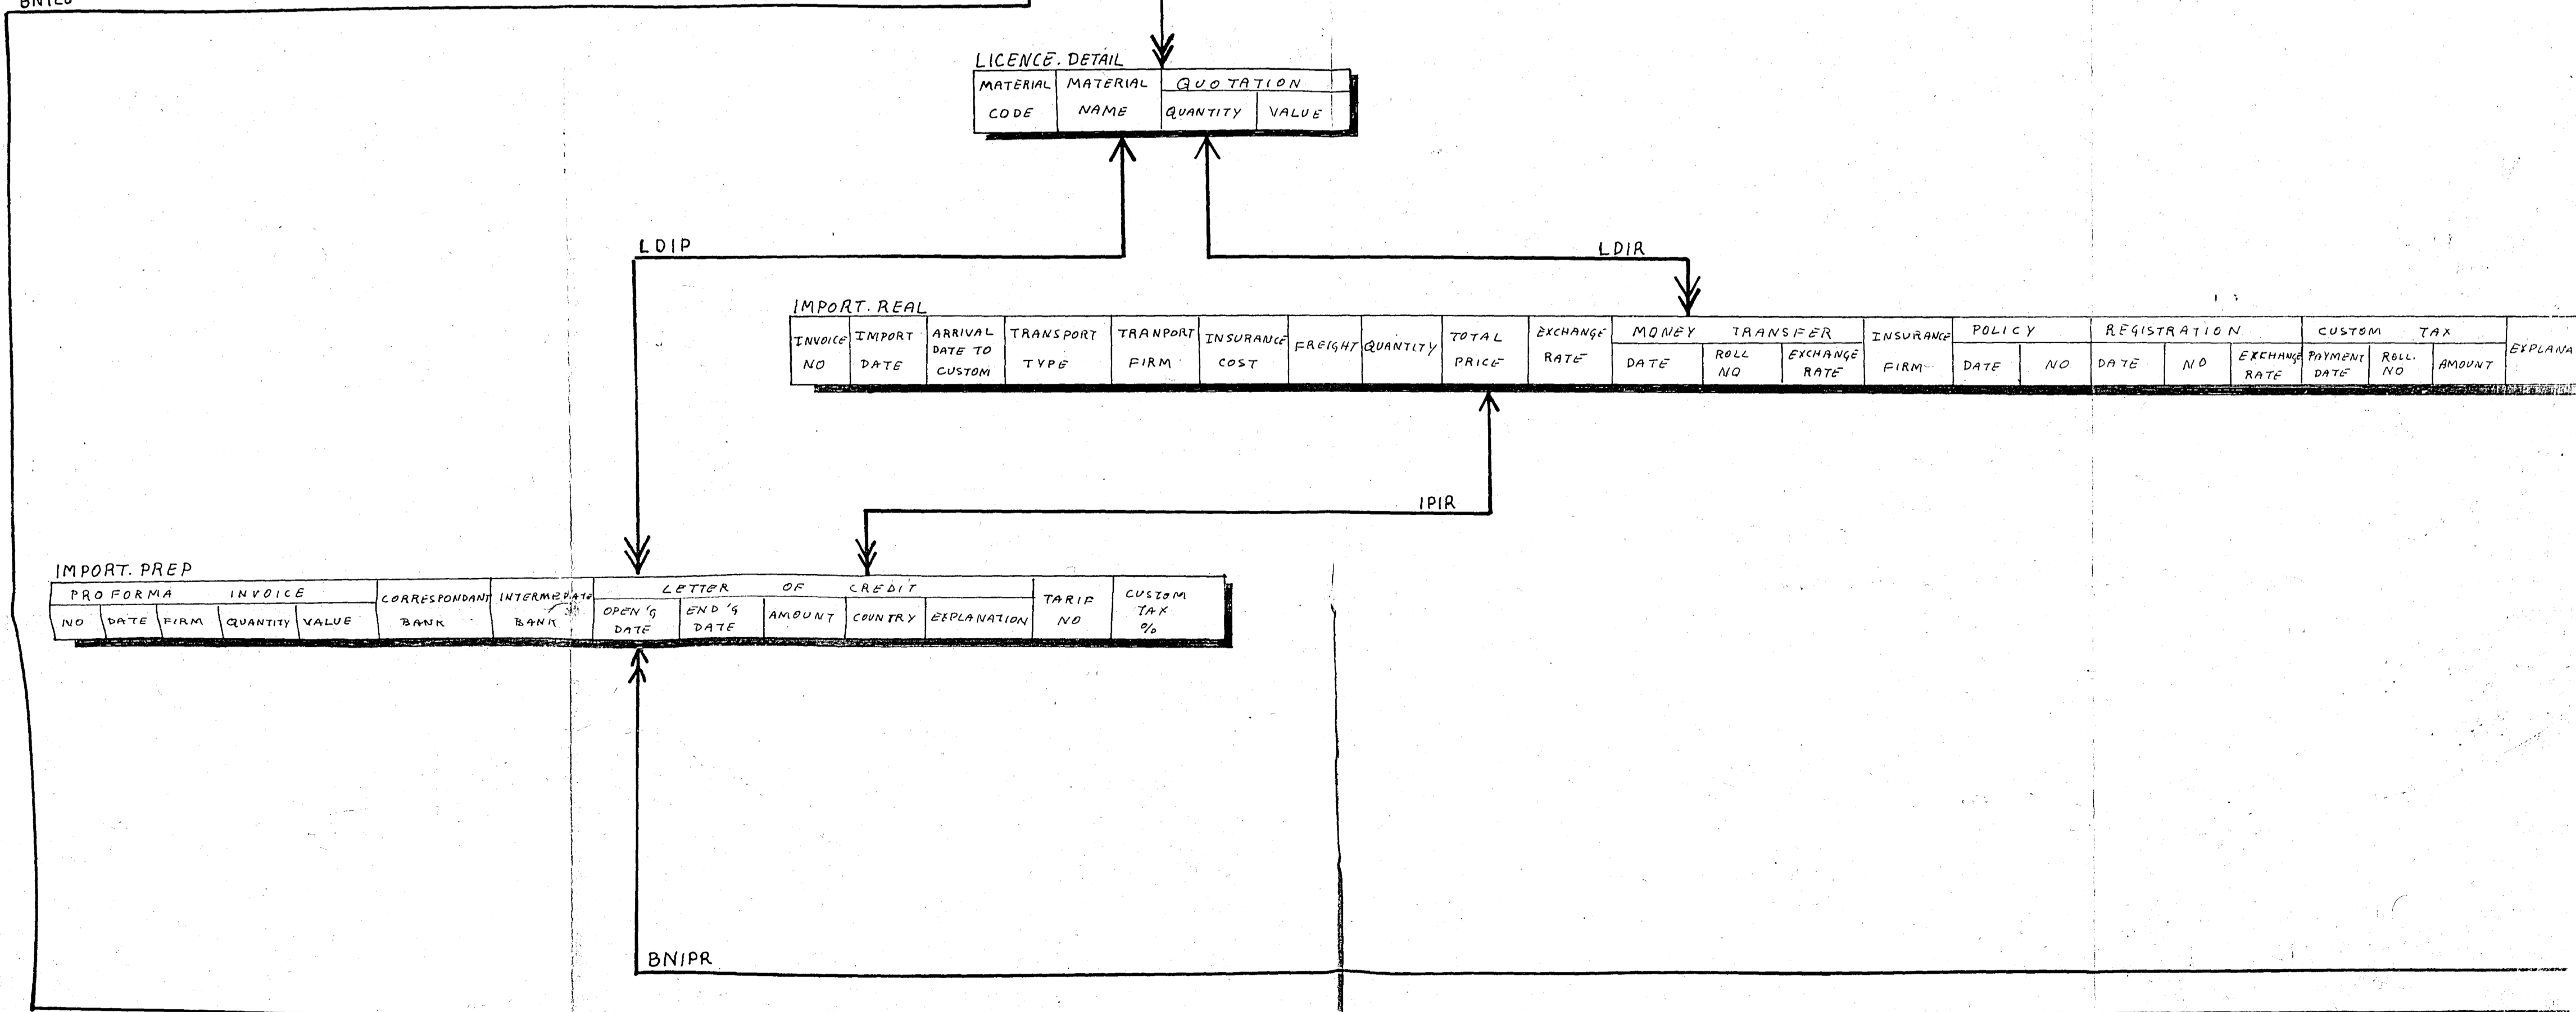 LICENCE. DETAIL
MATERIAL CODE
MATERIAL NAME
QUOTATION
QUANTITY
VALUE
LDIP
LDIR
IMPORT. REAL
INVOICE NO
IMPORT DATE
ARRIVAL DATE TO CUSTOM
TRANSPORT TYPE
TRANPORT FIRM
INSURANCE COST
FREIGHT
QUANTITY
TOTAL PRICE
EXCHANGE RATE
MONEY TRANSFER
DATE
ROLL NO
EXCHANGE RATE
INSURANCE FIRM
POLICY
DATE
NO
REGISTRATION
DATE
NO
EXCHANGE RATE
CUSTOM TAX
PAYMENT DATE
ROLL. NO
AMOUNT
EXPLANA
IPIR
IMPORT. PREP
PROFORMA INVOICE
NO
DATE
FIRM
QUANTITY
VALUE
CORRESPONDANT BANK
INTERMEDIATE BANK
LETTER OF CREDIT
OPEN'G DATE
END'G DATE
AMOUNT
COUNTRY
EXPLANATION
TARIF NO
CUSTOM TAX %
BNIPR